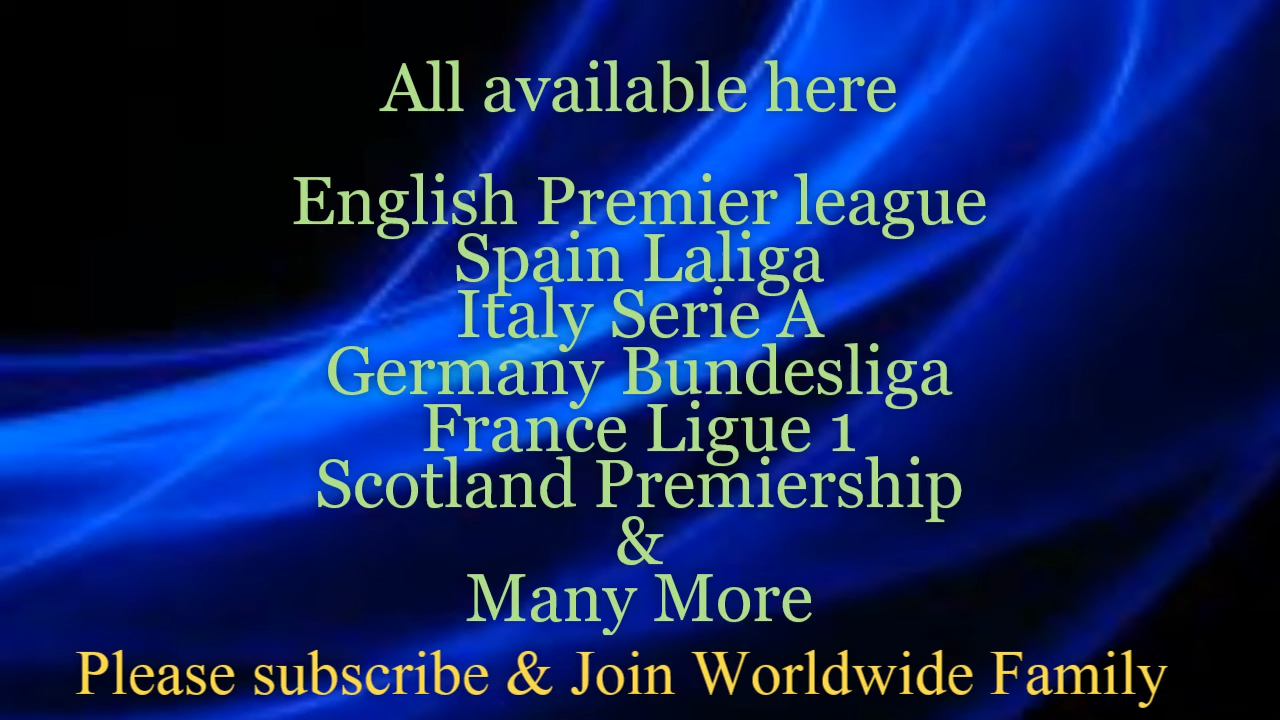 All available here
English Premier league
Spain Laliga
Italy Serie A
Germany Bundesliga
France Ligue 1
Scotland Premiership
&
Many More
Please subscribe & Join Worldwide Family